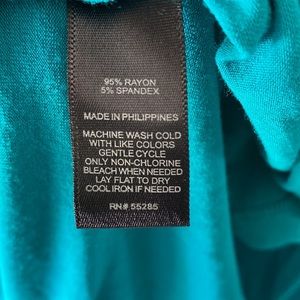 95% RAYON
5% SPANDEX
MADE IN PHILIPPINES
MACHINE WASH COLD
WITH LIKE COLORS
GENTLE CYCLE
ONLY NON-CHLORINE
BLEACH WHEN NEEDED
LAY FLAT TO DRY
COOL IRON IF NEEDED
RN# 55285